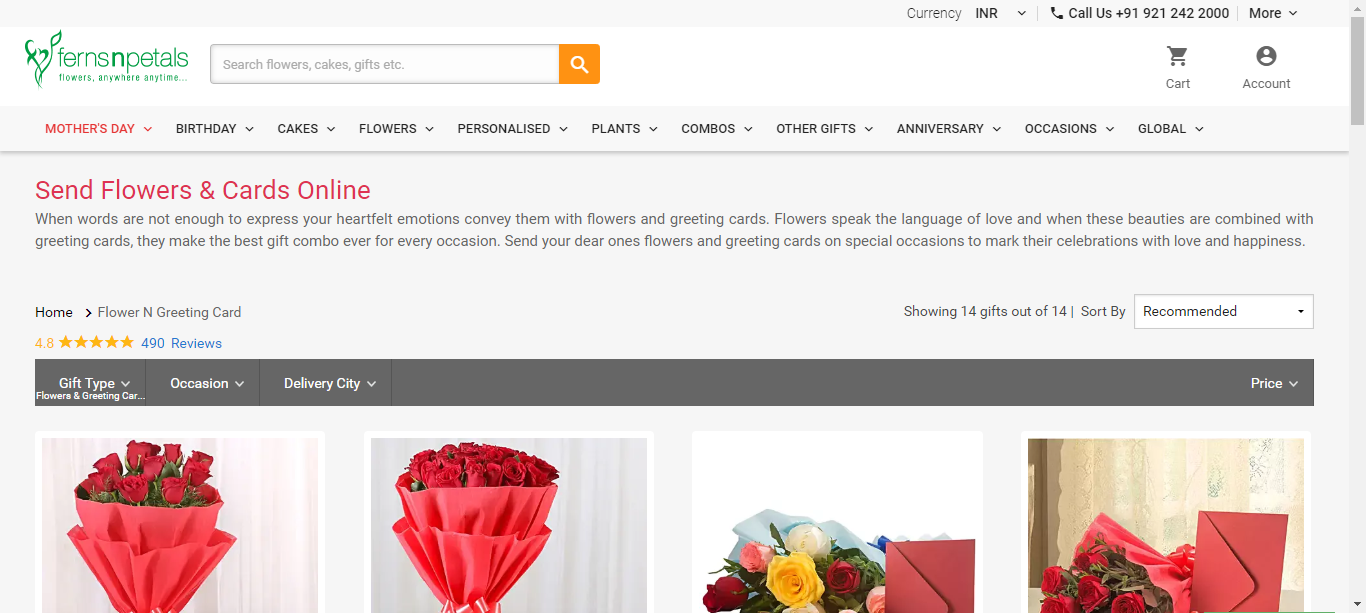 Currency INR Call Us +91 921 242 2000 More
fernsnpetals
flowers, anywhere anytime...
Search flowers, cakes, gifts etc.
Cart Account
MOTHER'S DAY BIRTHDAY CAKES FLOWERS PERSONALISED PLANTS COMBOS OTHER GIFTS ANNIVERSARY OCCASIONS GLOBAL
Send Flowers & Cards Online
When words are not enough to express your heartfelt emotions convey them with flowers and greeting cards. Flowers speak the language of love and when these beauties are combined with
greeting cards, they make the best gift combo ever for every occasion. Send your dear ones flowers and greeting cards on special occasions to mark their celebrations with love and happiness.
Home Flower N Greeting Card
Showing 14 gifts out of 14 | Sort By Recommended
4.8 490 Reviews
Gift Type Occasion Delivery City Price
Flowers & Greeting Car...